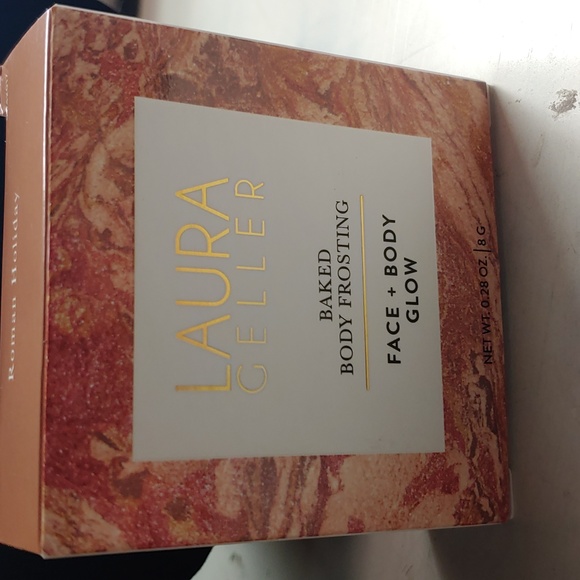 Roman Holiday
LAURA
GELLER
BAKED
BODY FROSTING
FACE + BODY
GLOW
NET WT. 0.28 OZ. | 8 G